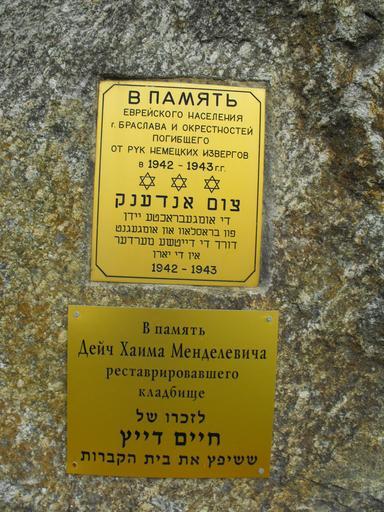 В ПАМЯТЬ
ЕВРЕЙСКОГО НАСЕЛЕНИЯ
г. БРАСЛАВА И ОКРЕСТНОСТЕЙ
ПОГИБШЕГО
ОТ РУК НЕМЕЦКИХ ИЗВЕРГОВ
в 1942 - 1943 г.г.
צום אנדענק
די אומגעבראכטע יידן
פון בראסלאוו און אומגעגנט
דורך די דייטשע מערדער
אין די יארן
1942 - 1943
В память
Дейч Хаима Менделевича
реставрировавшего
кладбище
לזכרו של
חיים דייץ
ששיפץ את בית הקברות